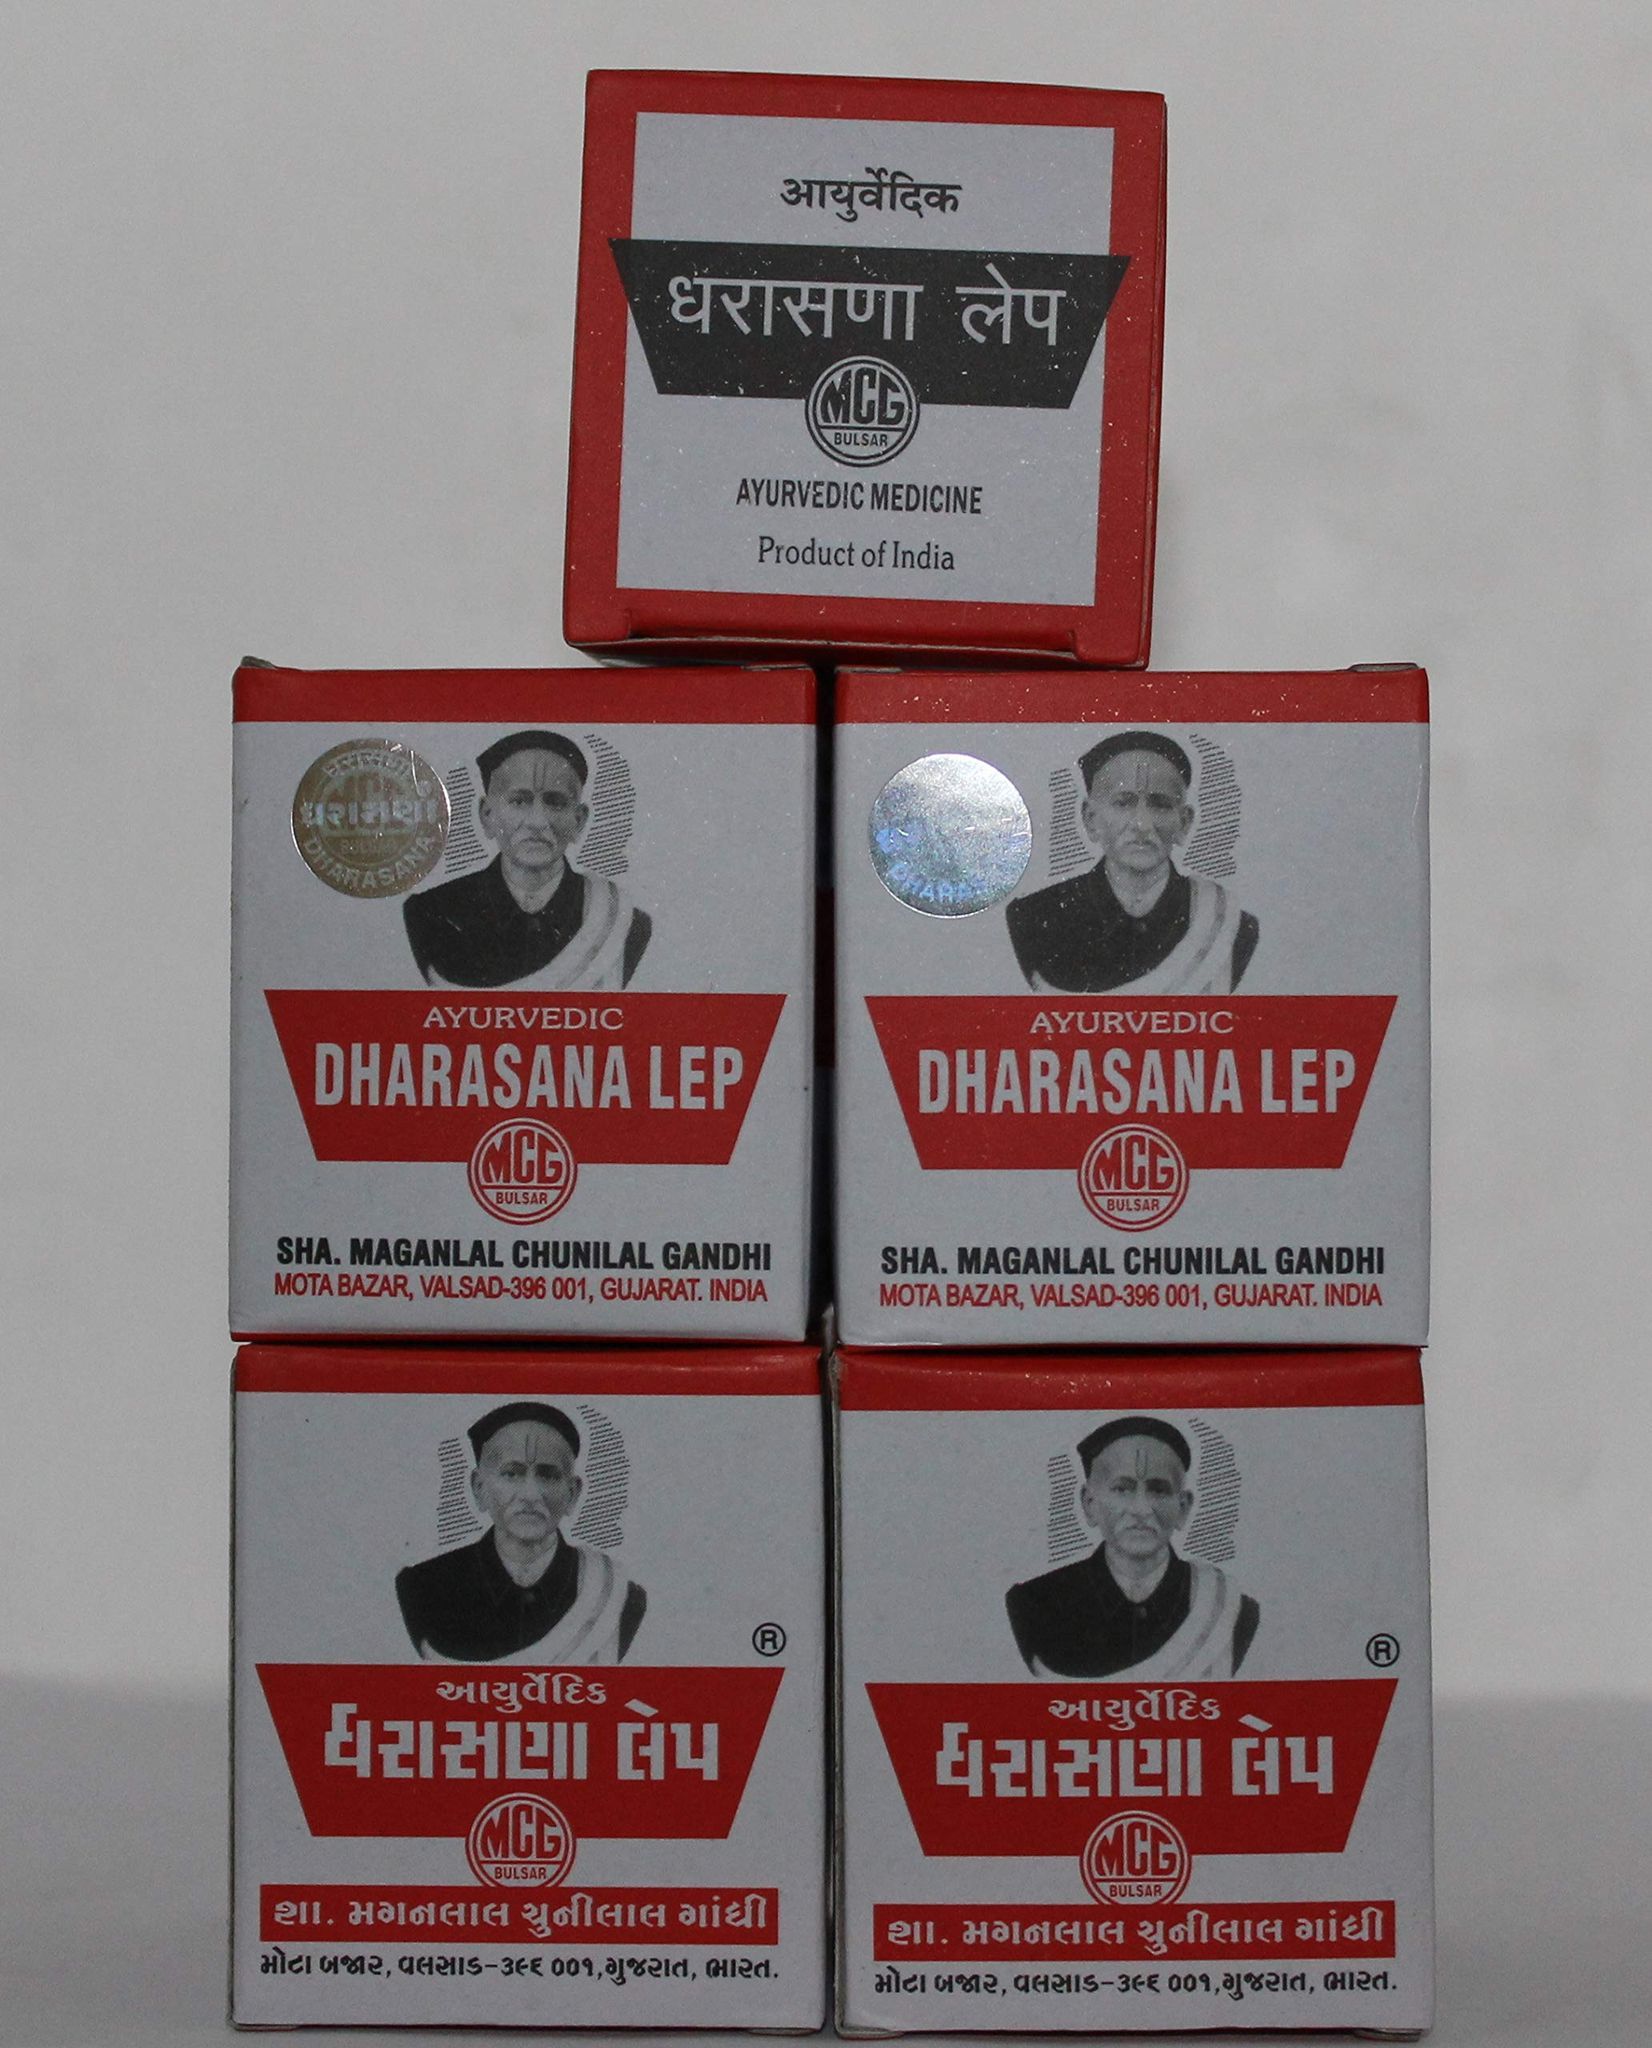 आयुर्वेदिक
धरासणा लेप
MCG
BULSAR
AYURVEDIC MEDICINE
Product of India
ધરાસણા
BULSAR
DHARASANA
AYURVEDIC
DHARASANA LEP
MCG
BULSAR
SHA. MAGANLAL CHUNILAL GANDHI
MOTA BAZAR, VALSAD-396 001, GUJARAT. INDIA
AYURVEDIC
DHARASANA LEP
MCG
BULSAR
SHA. MAGANLAL CHUNILAL GANDHI
MOTA BAZAR, VALSAD-396 001, GUJARAT. INDIA
®
આયુર્વેદિક
ધરાસણા લેપ
MCG
BULSAR
શા. મગનલાલ ચુનીલાલ ગાંધી
મોટા બજાર, વલસાડ-૩૯૬ ૦૦૧,ગુજરાત, ભારત.
®
આયુર્વેદિક
ધરાસણા લેપ
MCG
BULSAR
શા. મગનલાલ ચુનીલાલ ગાંધી
મોટા બજાર, વલસાડ-૩૯૬ ૦૦૧,ગુજરાત, ભારત.